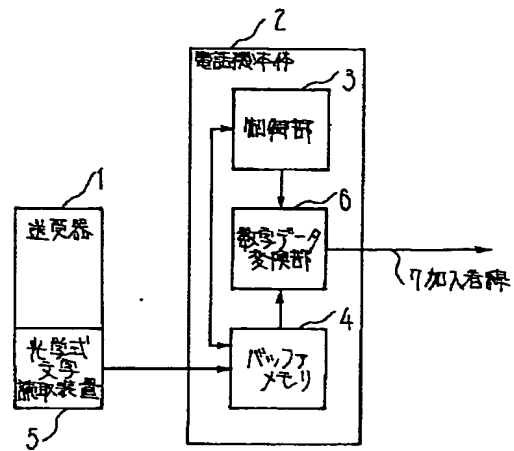 2
電話機本体
3
制御部
1
6
送受器
数字データ
変換部
7加入者線
4
光学式
文字
読取装置
バッファ
メモリ
5